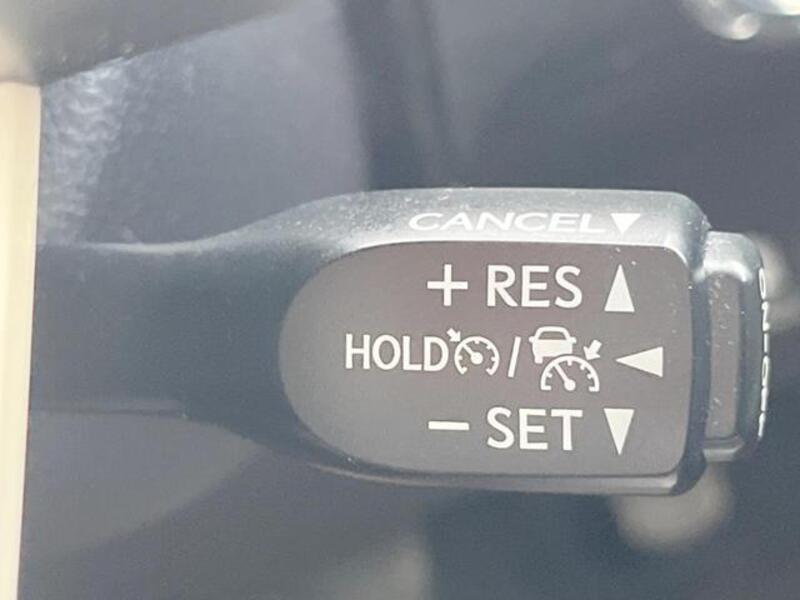 CANCEL▼
+ RES ▲
HOLD / ◀
− SET ▼